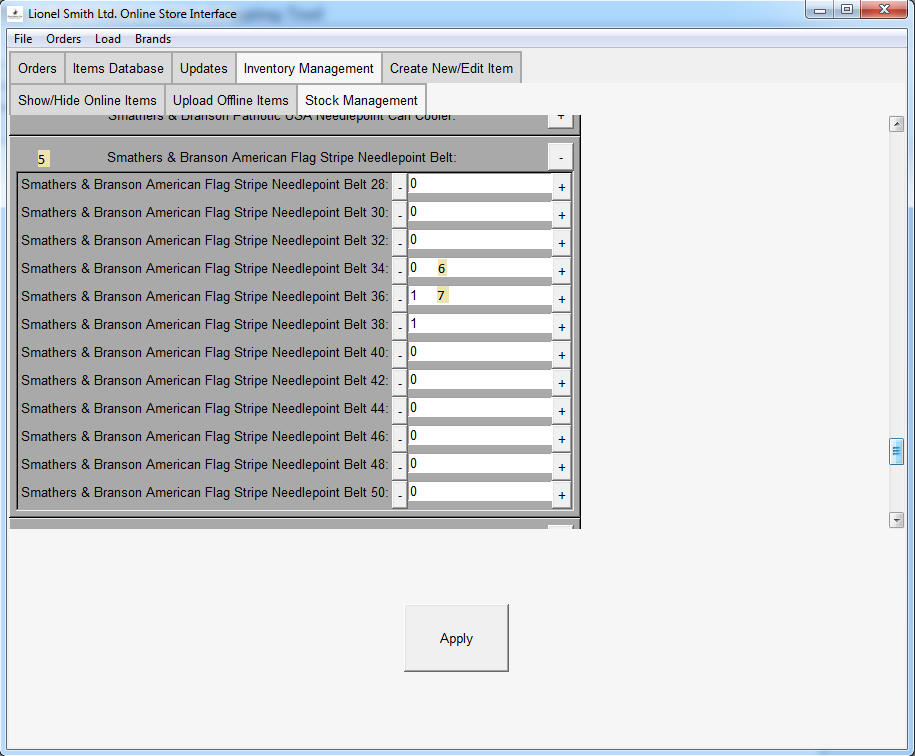 Lionel Smith Ltd. Online Store Interface
File Orders Load Brands
Orders Items Database Updates Inventory Management Create New/Edit Item
Show/Hide Online Items Upload Offline Items Stock Management
Smathers & Branson Patriotic USA Needlepoint Can Cooler: +
5 Smathers & Branson American Flag Stripe Needlepoint Belt: -
Smathers & Branson American Flag Stripe Needlepoint Belt 28: - 0 +
Smathers & Branson American Flag Stripe Needlepoint Belt 30: - 0 +
Smathers & Branson American Flag Stripe Needlepoint Belt 32: - 0 +
Smathers & Branson American Flag Stripe Needlepoint Belt 34: - 0 6 +
Smathers & Branson American Flag Stripe Needlepoint Belt 36: - 1 7 +
Smathers & Branson American Flag Stripe Needlepoint Belt 38: - 1 +
Smathers & Branson American Flag Stripe Needlepoint Belt 40: - 0 +
Smathers & Branson American Flag Stripe Needlepoint Belt 42: - 0 +
Smathers & Branson American Flag Stripe Needlepoint Belt 44: - 0 +
Smathers & Branson American Flag Stripe Needlepoint Belt 46: - 0 +
Smathers & Branson American Flag Stripe Needlepoint Belt 48: - 0 +
Smathers & Branson American Flag Stripe Needlepoint Belt 50: - 0 +
Apply